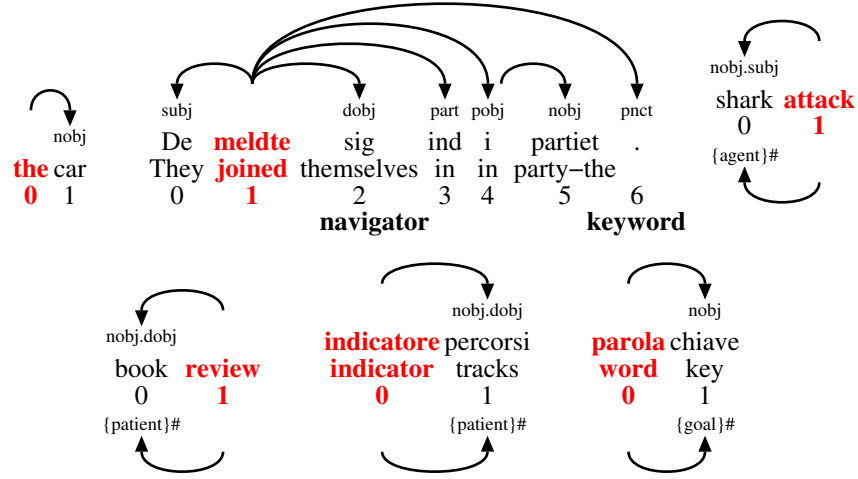 nobj
the car
0 1
subj dobj part pobj nobj pnct
De meldte sig ind i partiet .
They joined themselves in in party−the
0 1 2 3 4 5 6
navigator keyword
nobj.subj
shark attack
0 1
{agent}#
nobj.dobj
book review
0 1
{patient}#
nobj.dobj
indicatore percorsi
indicator tracks
0 1
{patient}#
nobj
parola chiave
word key
0 1
{goal}#